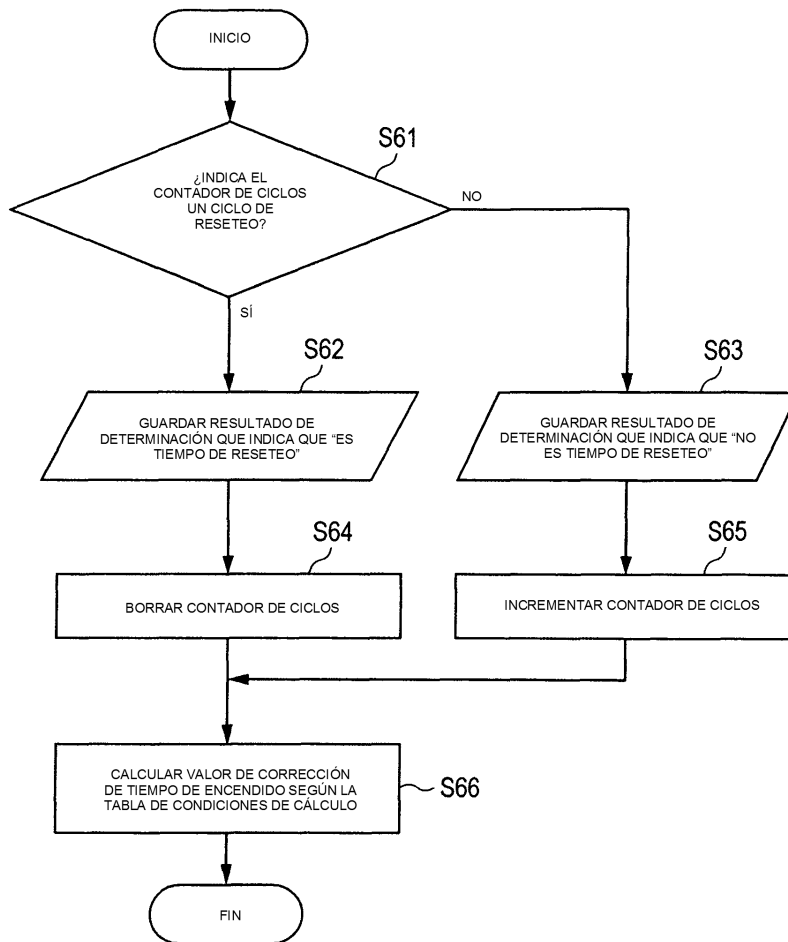 INICIO
S61
¿INDICA EL
CONTADOR DE CICLOS
UN CICLO DE
RESETEO?
NO
SÍ
S62
GUARDAR RESULTADO DE
DETERMINACIÓN QUE INDICA QUE “ES
TIEMPO DE RESETEO”
S63
GUARDAR RESULTADO DE
DETERMINACIÓN QUE INDICA QUE “NO
ES TIEMPO DE RESETEO”
S64
BORRAR CONTADOR DE CICLOS
S65
INCREMENTAR CONTADOR DE CICLOS
CALCULAR VALOR DE CORRECCIÓN
DE TIEMPO DE ENCENDIDO SEGÚN LA
TABLA DE CONDICIONES DE CÁLCULO
S66
FIN